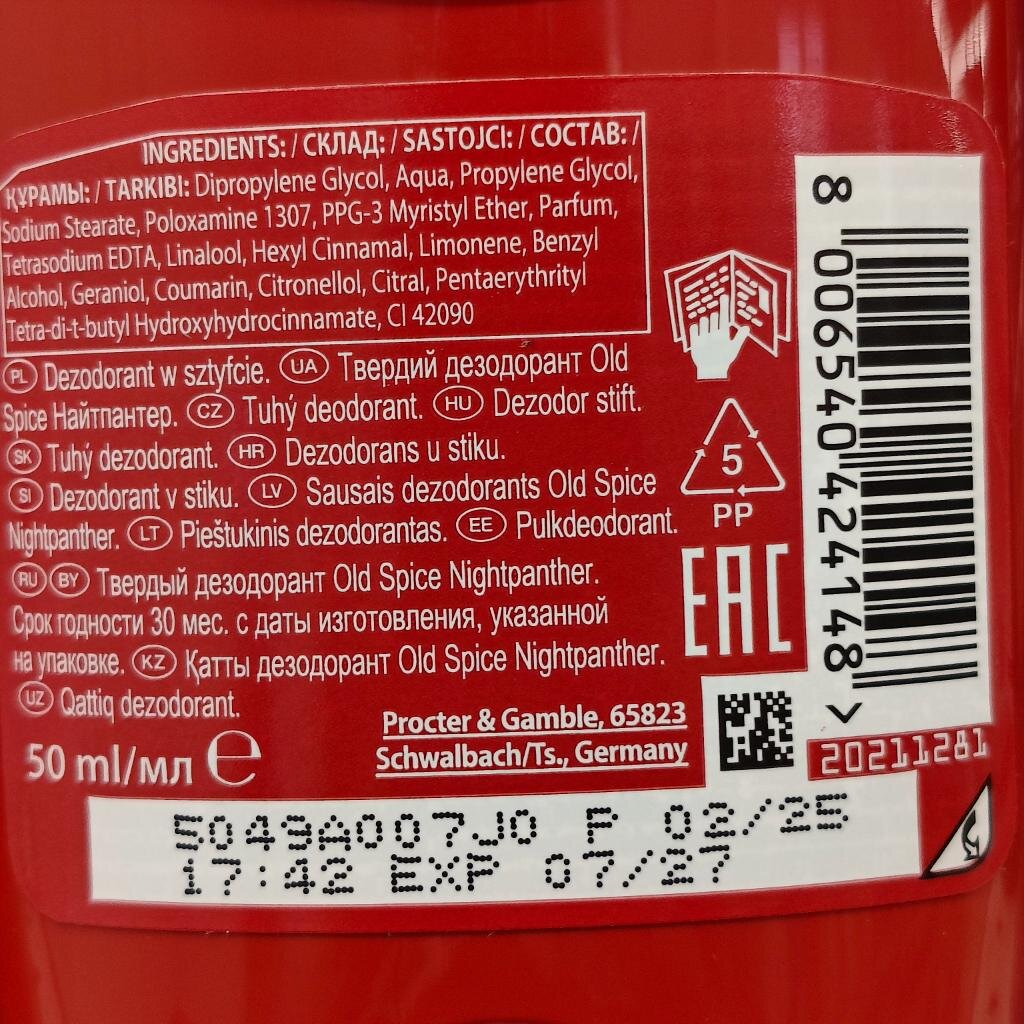 INGREDIENTS: / СКЛАД: / SASTOJCI: / СОСТАВ: /
ҚҰРАМЫ: / TARKIBI: Dipropylene Glycol, Aqua, Propylene Glycol,
Sodium Stearate, Poloxamine 1307, PPG-3 Myristyl Ether, Parfum,
Tetrasodium EDTA, Linalool, Hexyl Cinnamal, Limonene, Benzyl
Alcohol, Geraniol, Coumarin, Citronellol, Citral, Pentaerythrityl
Tetra-di-t-butyl Hydroxyhydrocinnamate, CI 42090
PL Dezodorant w sztyfcie. UA Твердий дезодорант Old
Spice Найтпантер. CZ Tuhý deodorant. HU Dezodor stift.
SK Tuhý dezodorant. HR Dezodorans u stiku.
SI Dezodorant v stiku. LV Sausais dezodorants Old Spice
Nightpanther. LT Pieštukinis dezodorantas. EE Pulkdeodorant.
RU BY Твердый дезодорант Old Spice Nightpanther.
Срок годности 30 мес. с даты изготовления, указанной
на упаковке. KZ Қатты дезодорант Old Spice Nightpanther.
UZ Qattiq dezodorant.
50 ml/мл e
Procter & Gamble, 65823
Schwalbach/Ts., Germany
5
PP
EAC
8 006540 424148 >
20211281
5043A007J0 P 02/25
17:42 EXP 07/27